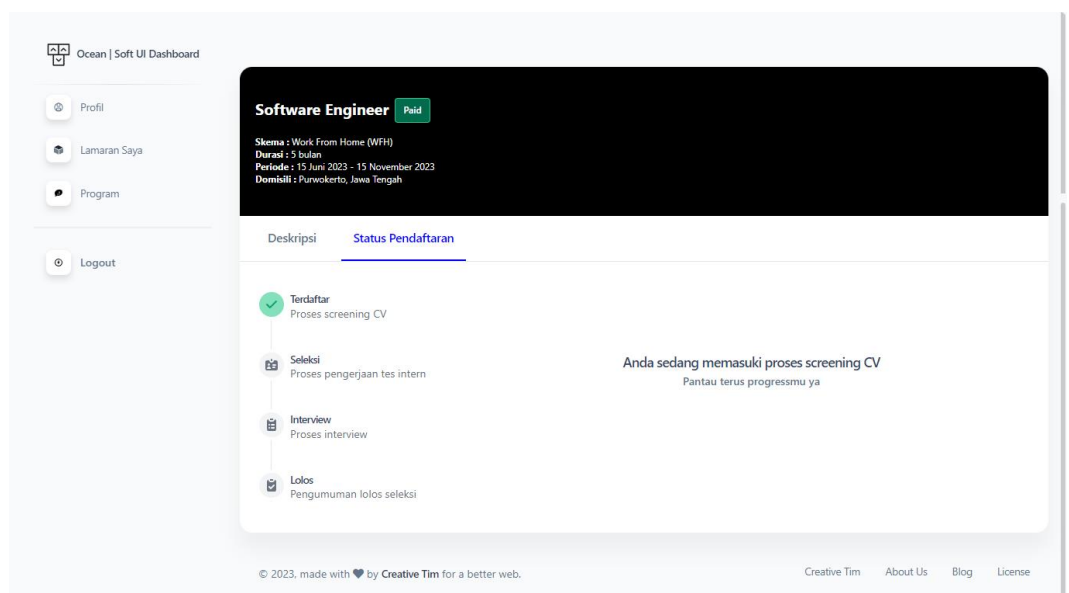 Ocean | Soft UI Dashboard
Profil
Lamaran Saya
Program
Logout
Software Engineer Paid
Skema : Work From Home (WFH)
Durasi : 5 bulan
Periode : 15 Juni 2023 - 15 November 2023
Domisili : Purwokerto, Jawa Tengah
Deskripsi Status Pendaftaran
Terdaftar
Proses screening CV
Seleksi
Proses pengerjaan tes intern
Interview
Proses interview
Lolos
Pengumuman lolos seleksi
Anda sedang memasuki proses screening CV
Pantau terus progressmu ya
© 2023, made with ♥ by Creative Tim for a better web.
Creative Tim About Us Blog License